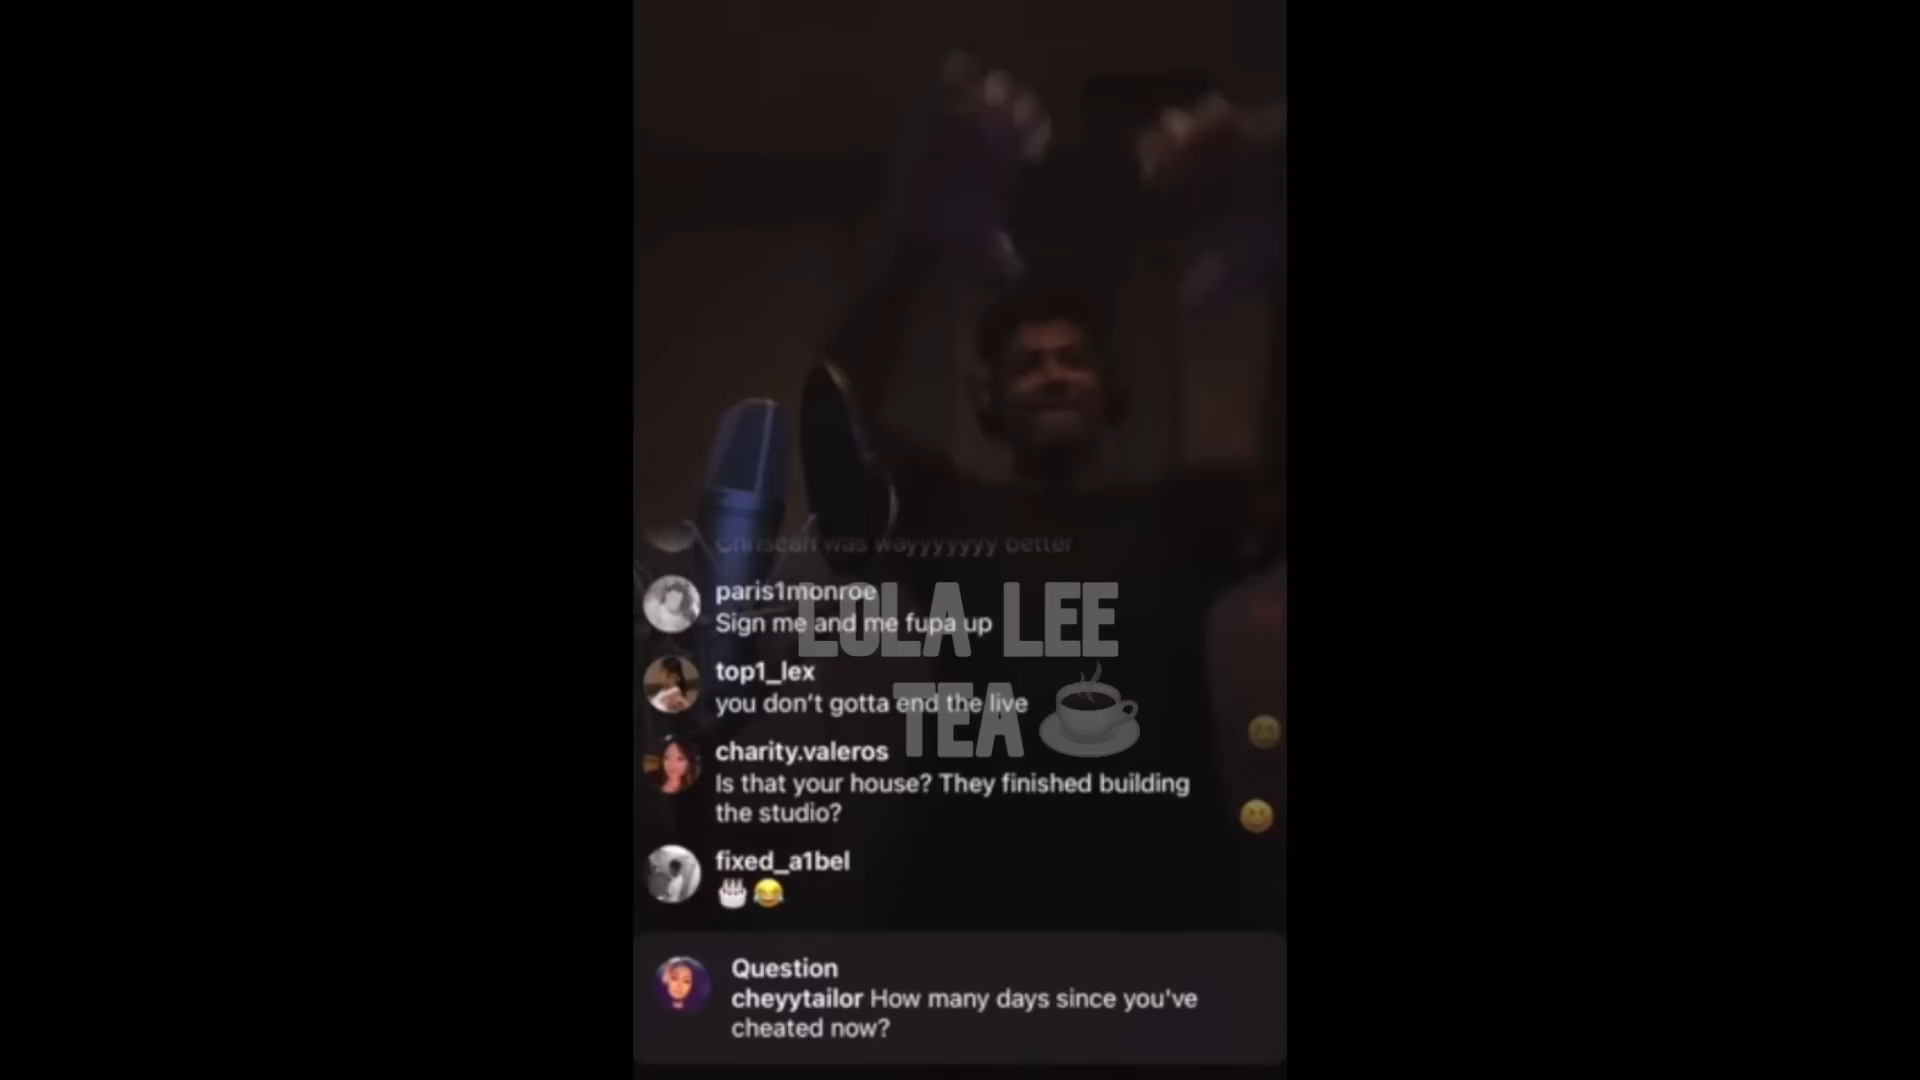 Chrisean was wayyyyyyy better
paris1monroe
Sign me and me fupa up
LOLA LEE
TEA
top1_lex
you don't gotta end the live
charity.valeros
Is that your house? They finished building
the studio?
fixed_a1bel
🎂😂
Question
cheyytailor How many days since you've
cheated now?